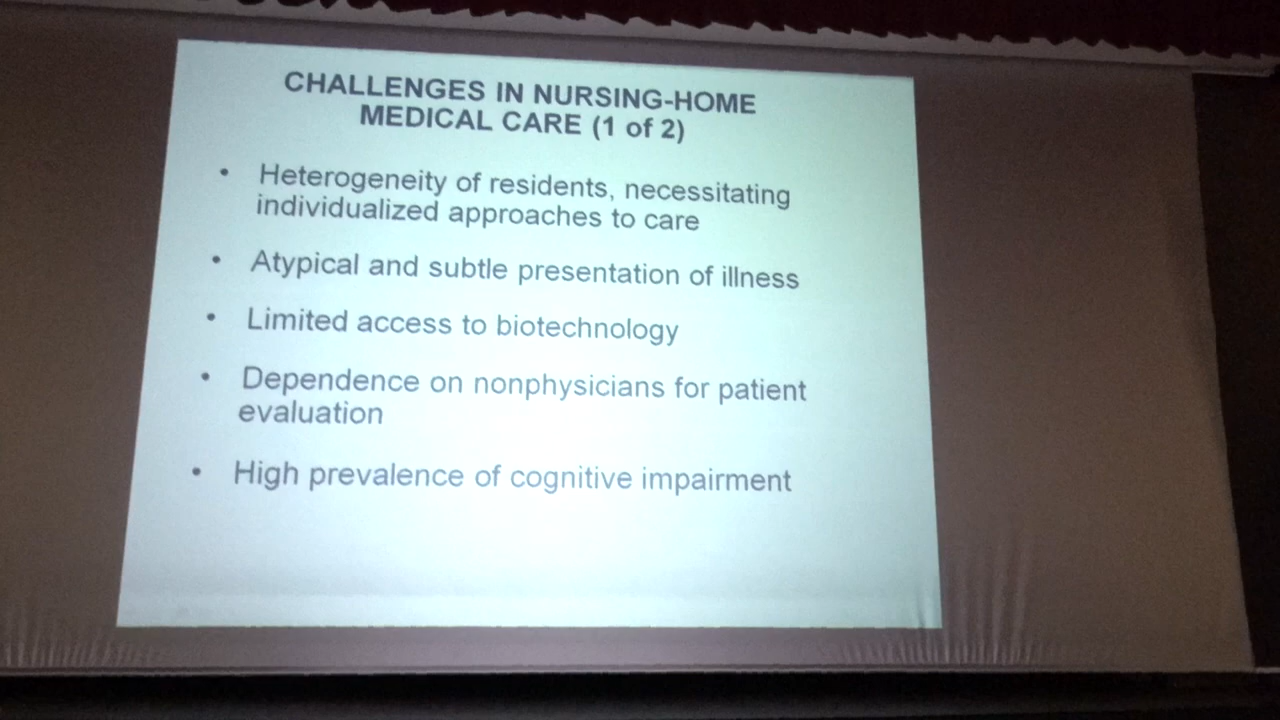 CHALLENGES IN NURSING-HOME
MEDICAL CARE (1 of 2)
• Heterogeneity of residents, necessitating
individualized approaches to care
• Atypical and subtle presentation of illness
• Limited access to biotechnology
• Dependence on nonphysicians for patient
evaluation
• High prevalence of cognitive impairment